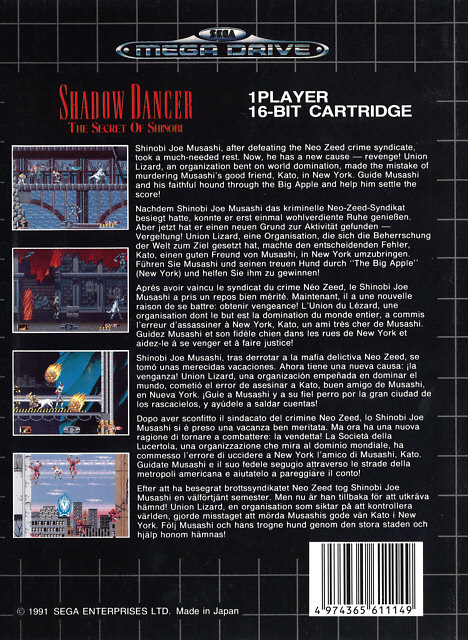 SEGA
MEGA DRIVE
SHADOW DANCER
THE SECRET OF SHINOBI
1 PLAYER
16-BIT CARTRIDGE
Shinobi Joe Musashi, after defeating the Neo Zeed crime syndicate,
took a much-needed rest. Now, he has a new cause — revenge! Union
Lizard, an organization bent on world domination, made the mistake of
murdering Musashi's good friend, Kato, in New York. Guide Musashi
and his faithful hound through the Big Apple and help him settle the
score!
Nachdem Shinobi Joe Musashi das kriminelle Neo-Zeed-Syndikat
besiegt hatte, konnte er erst einmal wohlverdiente Ruhe genießen.
Aber jetzt hat er einen neuen Grund zur Aktivität gefunden —
Vergeltung! Union Lizard, eine Organisation, die sich die Beherrschung
der Welt zum Ziel gesetzt hat, machte den entscheidenden Fehler,
Kato, einen guten Freund von Musashi, in New York umzubringen.
Führen Sie Musashi und seinen treuen Hund durch "The Big Apple"
(New York) und helfen Sie ihm zu gewinnen!
Après avoir vaincu le syndicat du crime Néo Zeed, le Shinobi Joe
Musashi a pris un repos bien mérité. Maintenant, il a une nouvelle
raison de se battre: obtenir vengeance! L'Union du Lézard, une
organisation dont le but est la domination du monde entier, a commis
l'erreur d'assassiner à New York, Kato, un ami très cher de Musashi.
Guidez Musashi et son fidèle chien dans les rues de New York et
aidez-le à se venger et à faire justice!
Shinobi Joe Musashi, tras derrotar a la mafia delictiva Neo Zeed, se
tomó unas merecidas vacaciones. Ahora tiene una nueva causa: ¡la
venganza! Union Lizard, una organización empeñada en dominar el
mundo, cometió el error de asesinar a Kato, buen amigo de Musashi,
en Nueva York. ¡Guie a Musashi y a su fiel perro por la gran ciudad de
los rascacielos, y ayúdele a saldar cuentas!
Dopo aver sconfitto il sindacato del crimine Neo Zeed, lo Shinobi Joe
Musashi si è preso una vacanza ben meritata. Ma ora ha una nuova
ragione di tornare a combattere: la vendetta! La Società della
Lucertola, una organizzazione che mira al dominio mondiale, ha
commesso l'errore di uccidere a New York l'amico di Musashi, Kato.
Guidate Musashi e il suo fedele segugio attraverso le strade della
metropoli americana e aiutatelo a pareggiare il conto!
Efter att ha besegrat brottssyndikatet Neo Zeed tog Shinobi Joe
Musashi en välförtjänt semester. Men nu är han tillbaka för att utkräva
hämnd! Union Lizard, en organisation som siktar på att kontrollera
världen, gjorde misstaget att mörda Musashis gode vän Kato i New
York. Följ Musashi och hans trogne hund genom den stora staden och
hjälp honom hämnas!
© 1991 SEGA ENTERPRISES LTD. Made in Japan
4 974365 611149